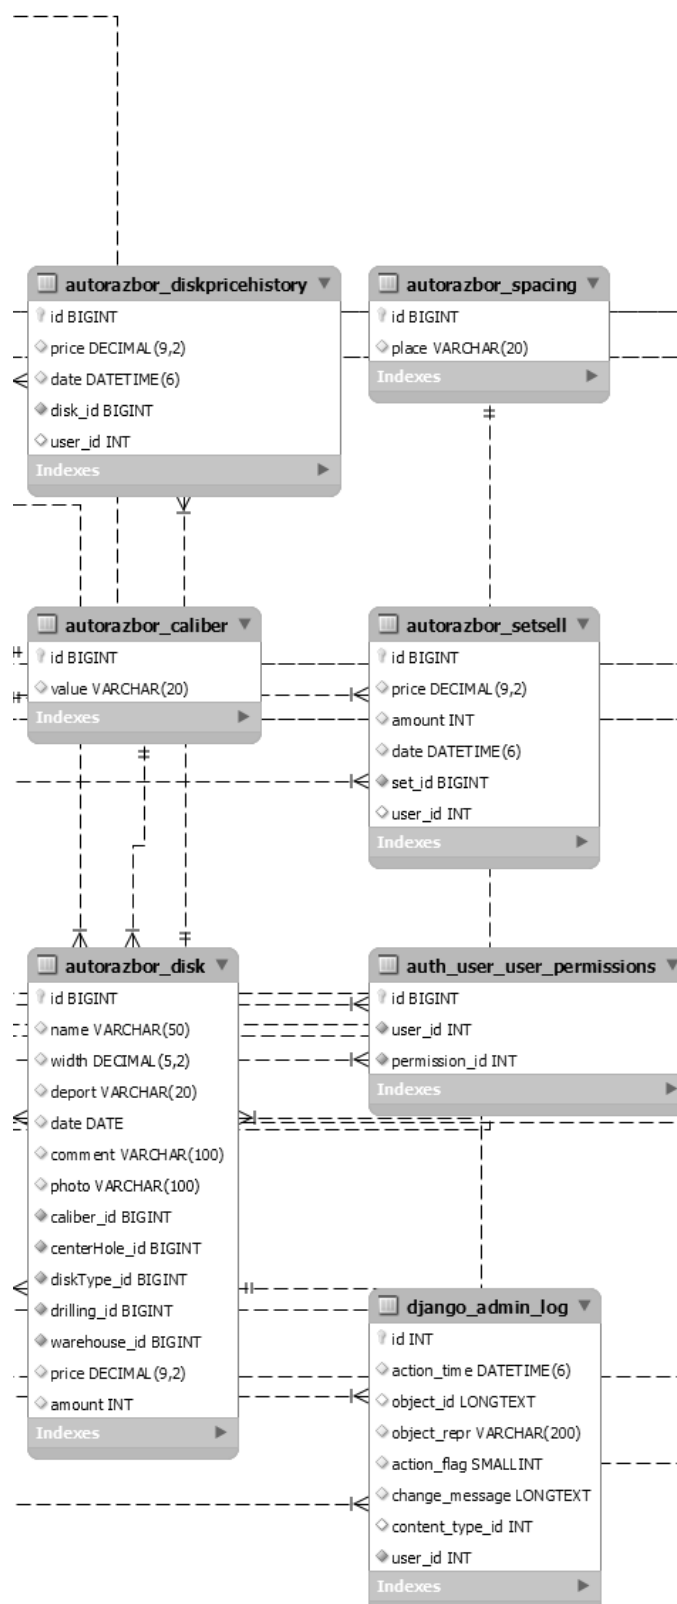 autorazbor_diskpricehistory
id BIGINT
price DECIMAL(9,2)
date DATETIME(6)
disk_id BIGINT
user_id INT
Indexes
autorazbor_spacing
id BIGINT
place VARCHAR(20)
Indexes
autorazbor_caliber
id BIGINT
value VARCHAR(20)
Indexes
autorazbor_setsell
id BIGINT
price DECIMAL(9,2)
amount INT
date DATETIME(6)
set_id BIGINT
user_id INT
Indexes
autorazbor_disk
id BIGINT
name VARCHAR(50)
width DECIMAL(5,2)
deport VARCHAR(20)
date DATE
comment VARCHAR(100)
photo VARCHAR(100)
caliber_id BIGINT
centerHole_id BIGINT
diskType_id BIGINT
drilling_id BIGINT
warehouse_id BIGINT
price DECIMAL(9,2)
amount INT
Indexes
auth_user_user_permissions
id BIGINT
user_id INT
permission_id INT
Indexes
django_admin_log
id INT
action_time DATETIME(6)
object_id LONGTEXT
object_repr VARCHAR(200)
action_flag SMALLINT
change_message LONGTEXT
content_type_id INT
user_id INT
Indexes